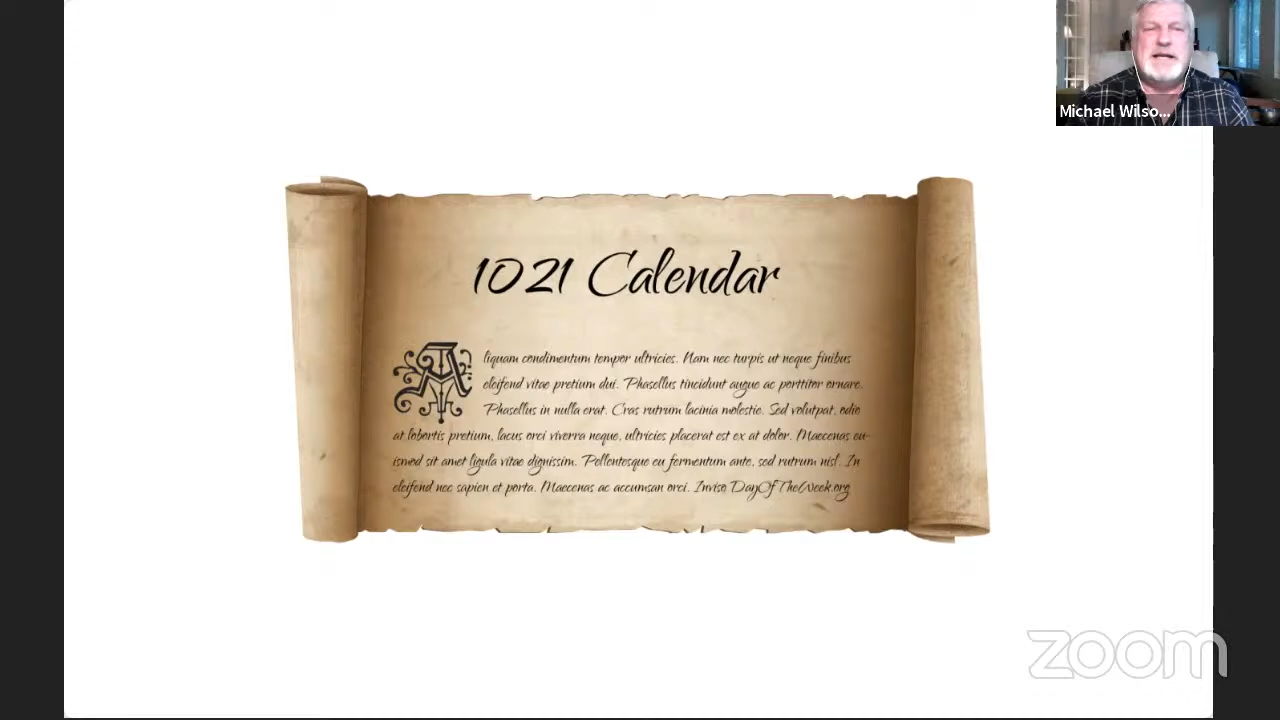 Michael Wilso...
1021 Calendar
Aliquam condimentum tempor ultricies. Nam nec turpis ut neque finibus
eleifend vitae pretium dui. Phasellus tincidunt augue ac porttitor ornare.
Phasellus in nulla erat. Cras rutrum lacinia molestie. Sed volutpat, odio
at lobortis pretium, lacus orci viverra neque, ultricies placerat est ex at dolor. Maecenas eu-
ismod sit amet ligula vitae dignissim. Pellentesque eu fermentum ante, sed rutrum nisl. In
eleifend nec sapien et porta. Maecenas ac accumsan orci. Inviso DayOfTheWeek.org
zoom